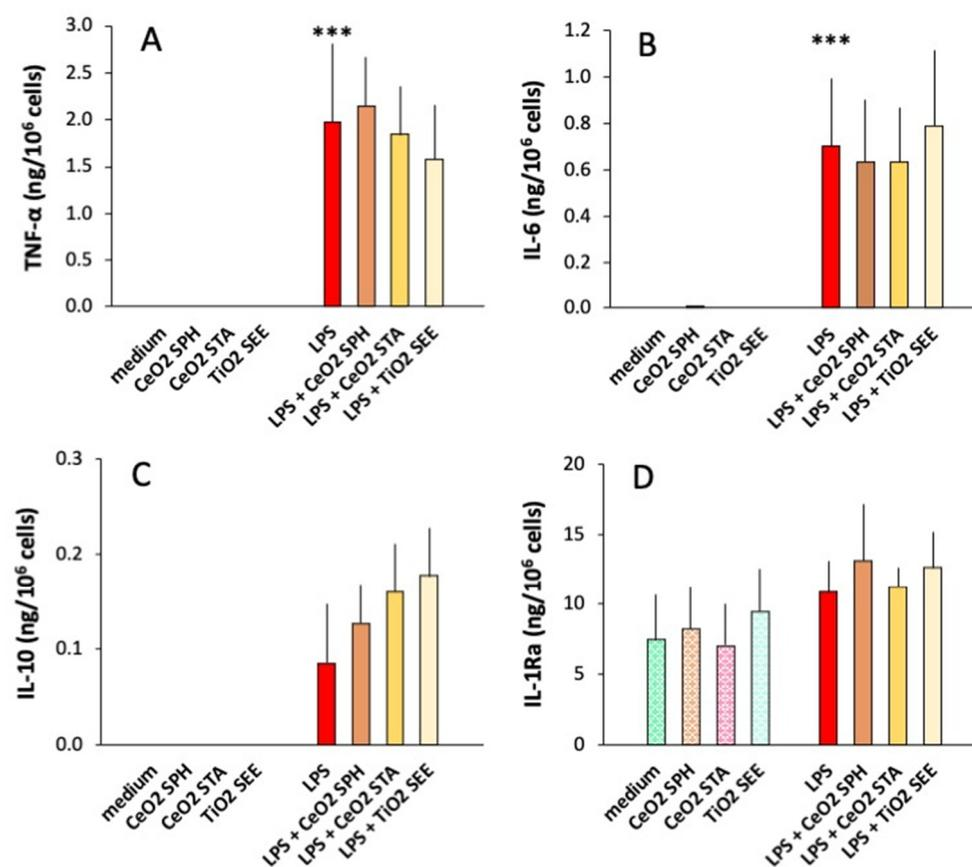 A
***
TNF-α (ng/10⁶ cells)
3.0
2.5
2.0
1.5
1.0
0.5
0.0
medium
CeO2 SPH
CeO2 STA
TiO2 SEE
LPS
LPS + CeO2 SPH
LPS + CeO2 STA
LPS + TiO2 SEE
B
***
IL-6 (ng/10⁶ cells)
1.2
1.0
0.8
0.6
0.4
0.2
0.0
medium
CeO2 SPH
CeO2 STA
TiO2 SEE
LPS
LPS + CeO2 SPH
LPS + CeO2 STA
LPS + TiO2 SEE
C
IL-10 (ng/10⁶ cells)
0.3
0.2
0.1
0.0
medium
CeO2 SPH
CeO2 STA
TiO2 SEE
LPS
LPS + CeO2 SPH
LPS + CeO2 STA
LPS + TiO2 SEE
D
IL-1Ra (ng/10⁶ cells)
20
15
10
5
0
medium
CeO2 SPH
CeO2 STA
TiO2 SEE
LPS
LPS + CeO2 SPH
LPS + CeO2 STA
LPS + TiO2 SEE